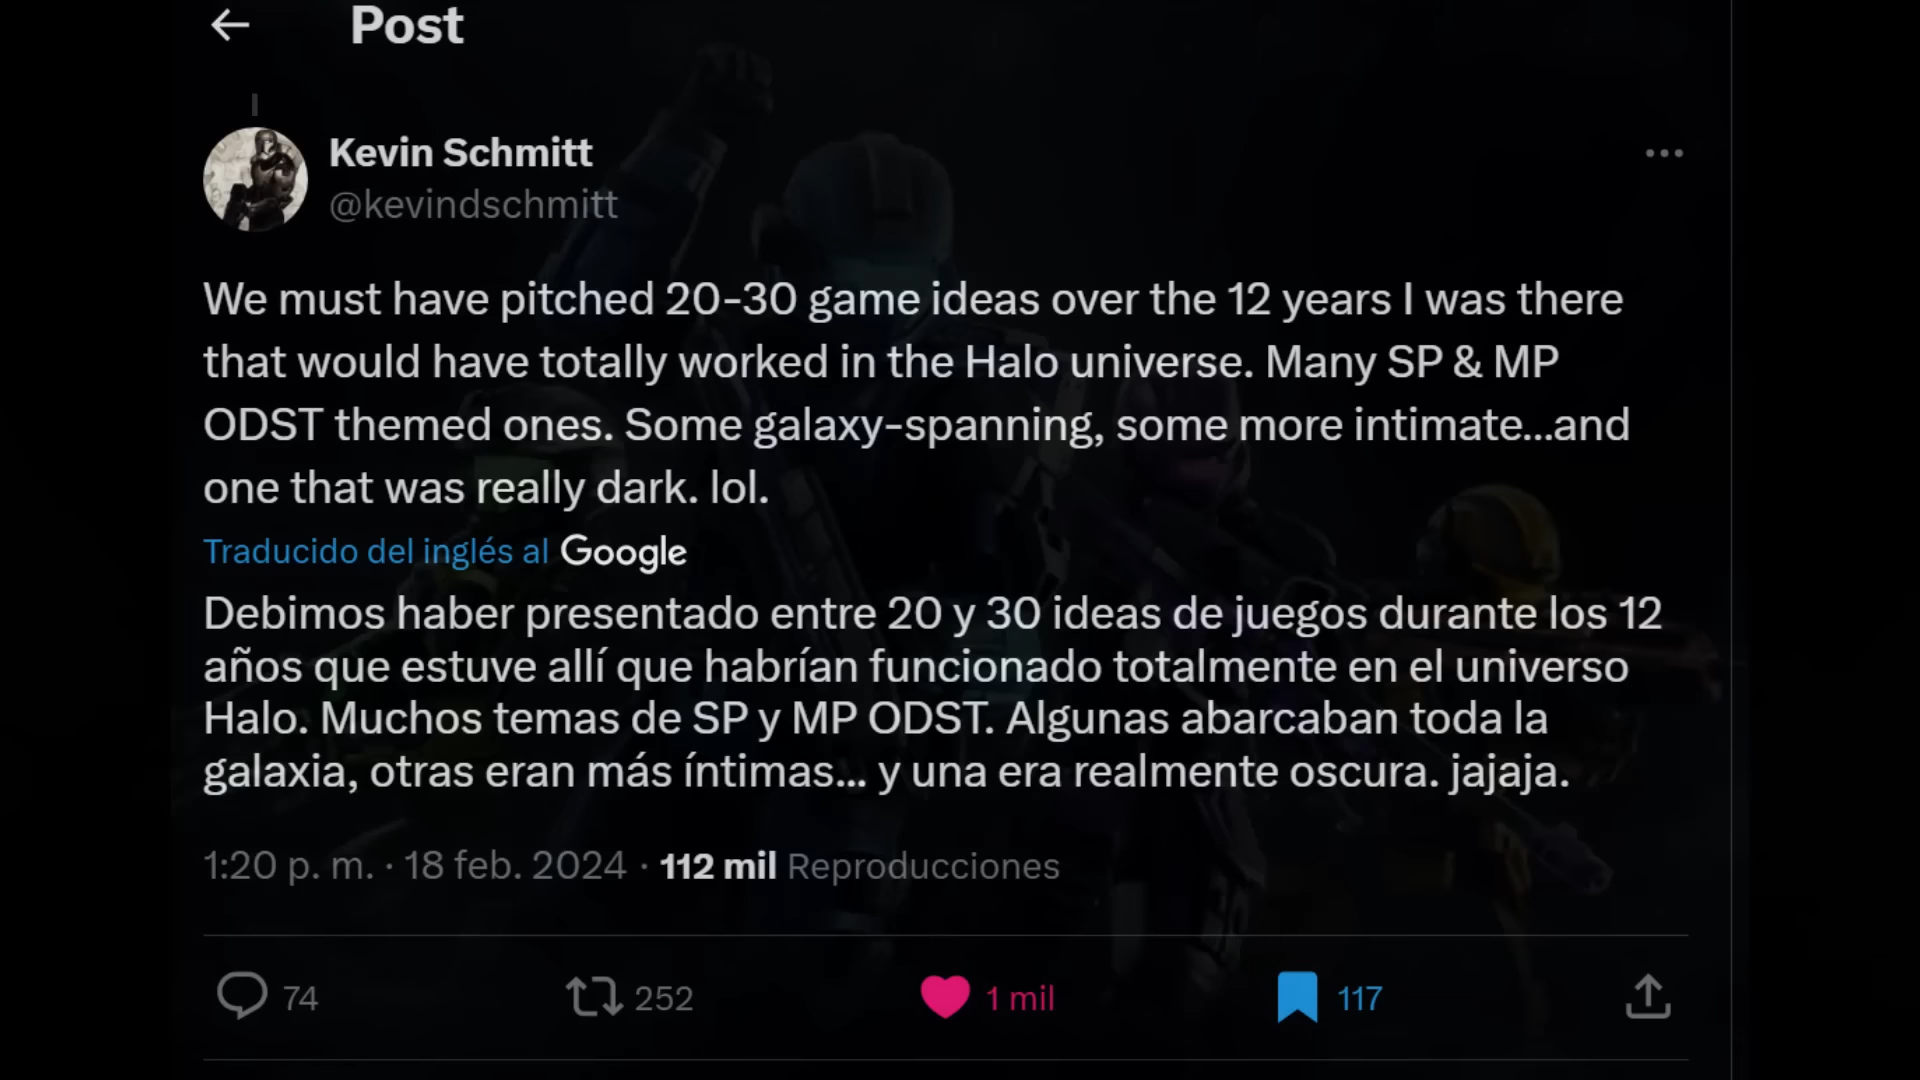 Post
Kevin Schmitt
@kevindschmitt
We must have pitched 20-30 game ideas over the 12 years I was there
that would have totally worked in the Halo universe. Many SP & MP
ODST themed ones. Some galaxy-spanning, some more intimate...and
one that was really dark. lol.
Traducido del inglés al Google
Debimos haber presentado entre 20 y 30 ideas de juegos durante los 12
años que estuve allí que habrían funcionado totalmente en el universo
Halo. Muchos temas de SP y MP ODST. Algunas abarcaban toda la
galaxia, otras eran más íntimas... y una era realmente oscura. jajaja.
1:20 p. m. · 18 feb. 2024 · 112 mil Reproducciones
74 252 1 mil 117